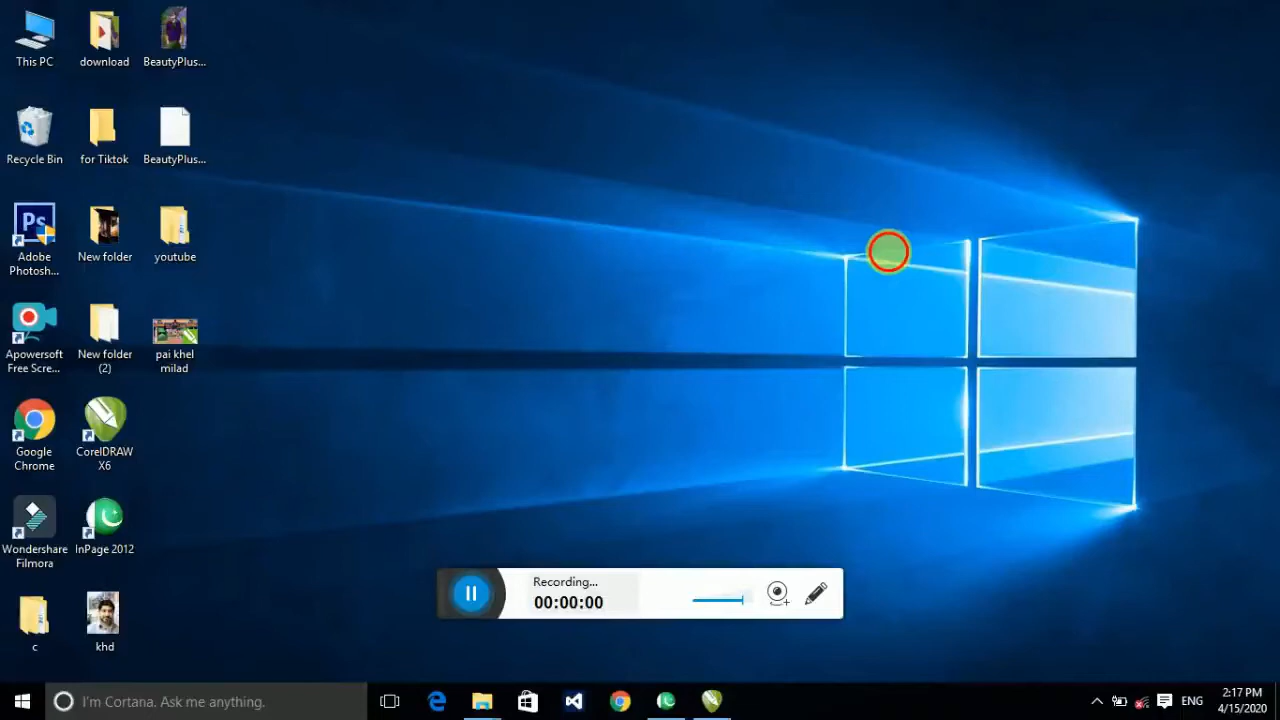 This PC
download
BeautyPlus...
Recycle Bin
for Tiktok
BeautyPlus...
Ps
Adobe
Photosh...
New folder
youtube
Apowersoft
Free Scre...
New folder
(2)
pai khel
milad
Google
Chrome
CorelDRAW
X6
Wondershare
Filmora
InPage 2012
c
khd
Recording...
00:00:00
I'm Cortana. Ask me anything.
ENG
2:17 PM
4/15/2020